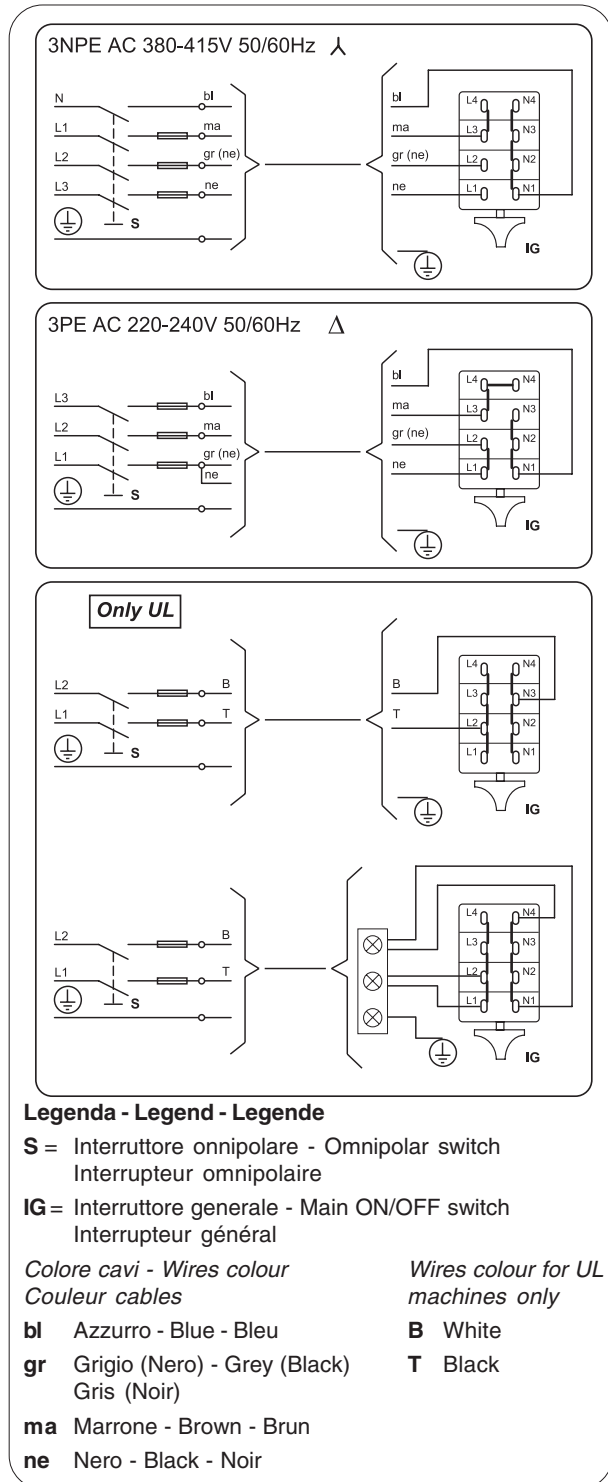 3NPE AC 380-415V 50/60Hz
N bl
L1 ma
L2 gr (ne)
L3 ne
S
bl
ma
gr (ne)
ne
L4 N4
L3 N3
L2 N2
L1 N1
IG
3PE AC 220-240V 50/60Hz Δ
L3 bl
L2 ma
L1 gr (ne)
ne
S
bl
ma
gr (ne)
ne
L4 N4
L3 N3
L2 N2
L1 N1
IG
Only UL
L2 B
L1 T
S
B
T
L4 N4
L3 N3
L2 N2
L1 N1
IG
L2 B
L1 T
S
L4 N4
L3 N3
L2 N2
L1 N1
IG
Legenda - Legend - Legende
S = Interruttore onnipolare - Omnipolar switch
Interrupteur omnipolaire
IG = Interruttore generale - Main ON/OFF switch
Interrupteur général
Colore cavi - Wires colour
Couleur cables
bl Azzurro - Blue - Bleu
gr Grigio (Nero) - Grey (Black)
Gris (Noir)
ma Marrone - Brown - Brun
ne Nero - Black - Noir
Wires colour for UL
machines only
B White
T Black